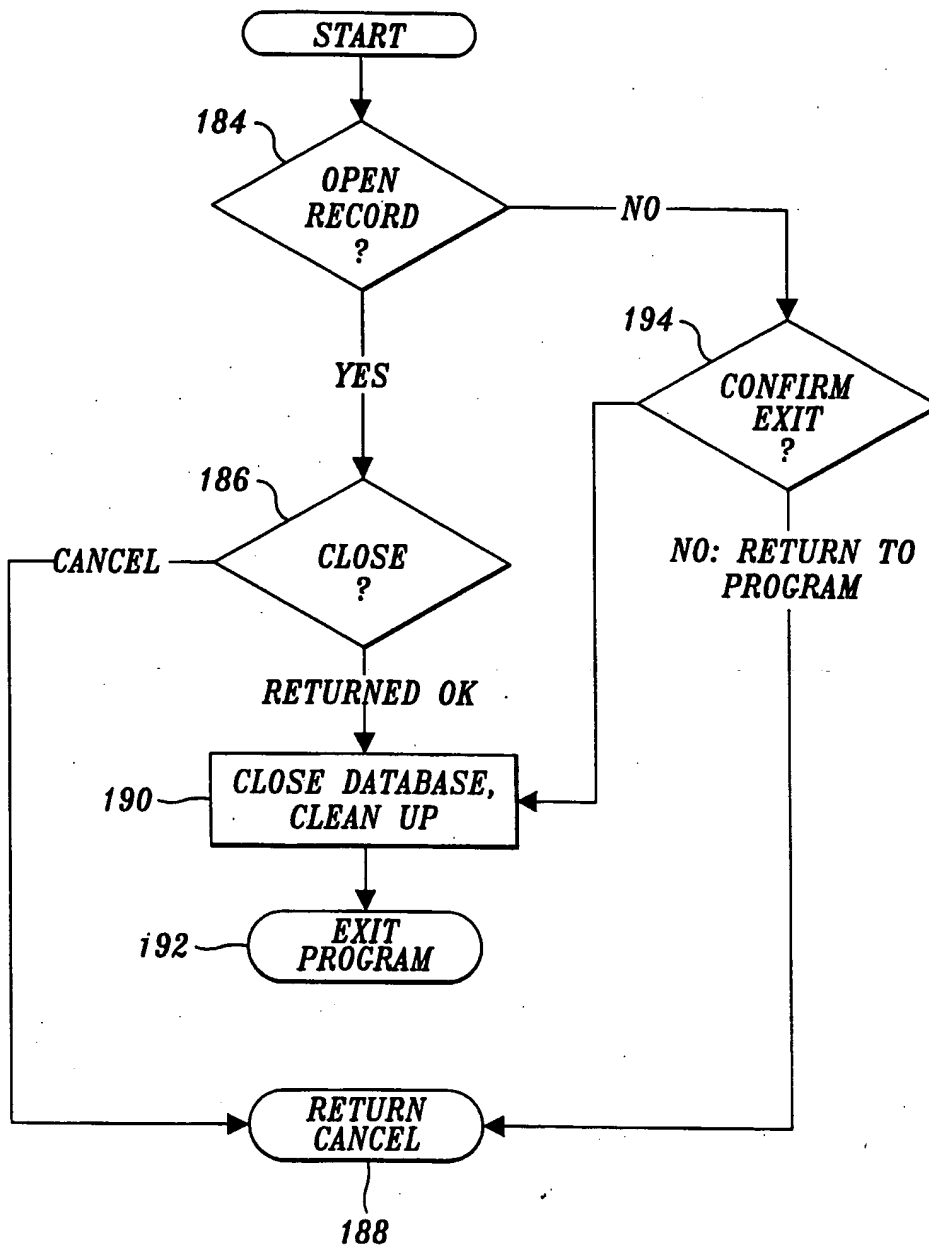 START
184
OPEN
RECORD
?
NO
194
CONFIRM
EXIT
?
YES
186
CLOSE
?
CANCEL
NO: RETURN TO
PROGRAM
RETURNED OK
190
CLOSE DATABASE,
CLEAN UP
192
EXIT
PROGRAM
RETURN
CANCEL
188